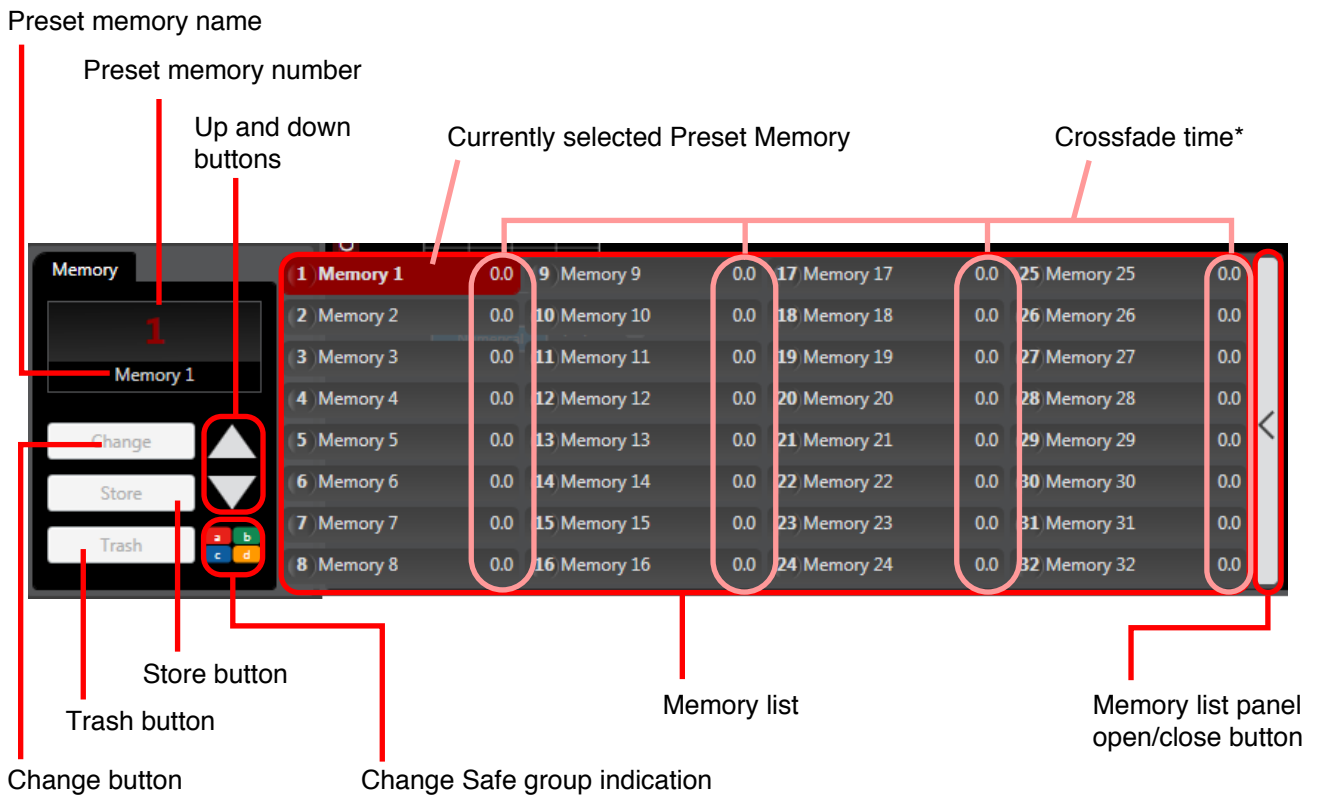 Preset memory name
Preset memory number
Up and down
buttons
Currently selected Preset Memory
Crossfade time*
Memory
1
Memory 1
Change
Store
Trash
a b
c d
1 Memory 1 0.0 9 Memory 9 0.0 17 Memory 17 0.0 25 Memory 25 0.0
2 Memory 2 0.0 10 Memory 10 0.0 18 Memory 18 0.0 26 Memory 26 0.0
3 Memory 3 0.0 11 Memory 11 0.0 19 Memory 19 0.0 27 Memory 27 0.0
4 Memory 4 0.0 12 Memory 12 0.0 20 Memory 20 0.0 28 Memory 28 0.0
5 Memory 5 0.0 13 Memory 13 0.0 21 Memory 21 0.0 29 Memory 29 0.0
6 Memory 6 0.0 14 Memory 14 0.0 22 Memory 22 0.0 30 Memory 30 0.0
7 Memory 7 0.0 15 Memory 15 0.0 23 Memory 23 0.0 31 Memory 31 0.0
8 Memory 8 0.0 16 Memory 16 0.0 24 Memory 24 0.0 32 Memory 32 0.0
Store button
Trash button
Change button
Change Safe group indication
Memory list
Memory list panel
open/close button